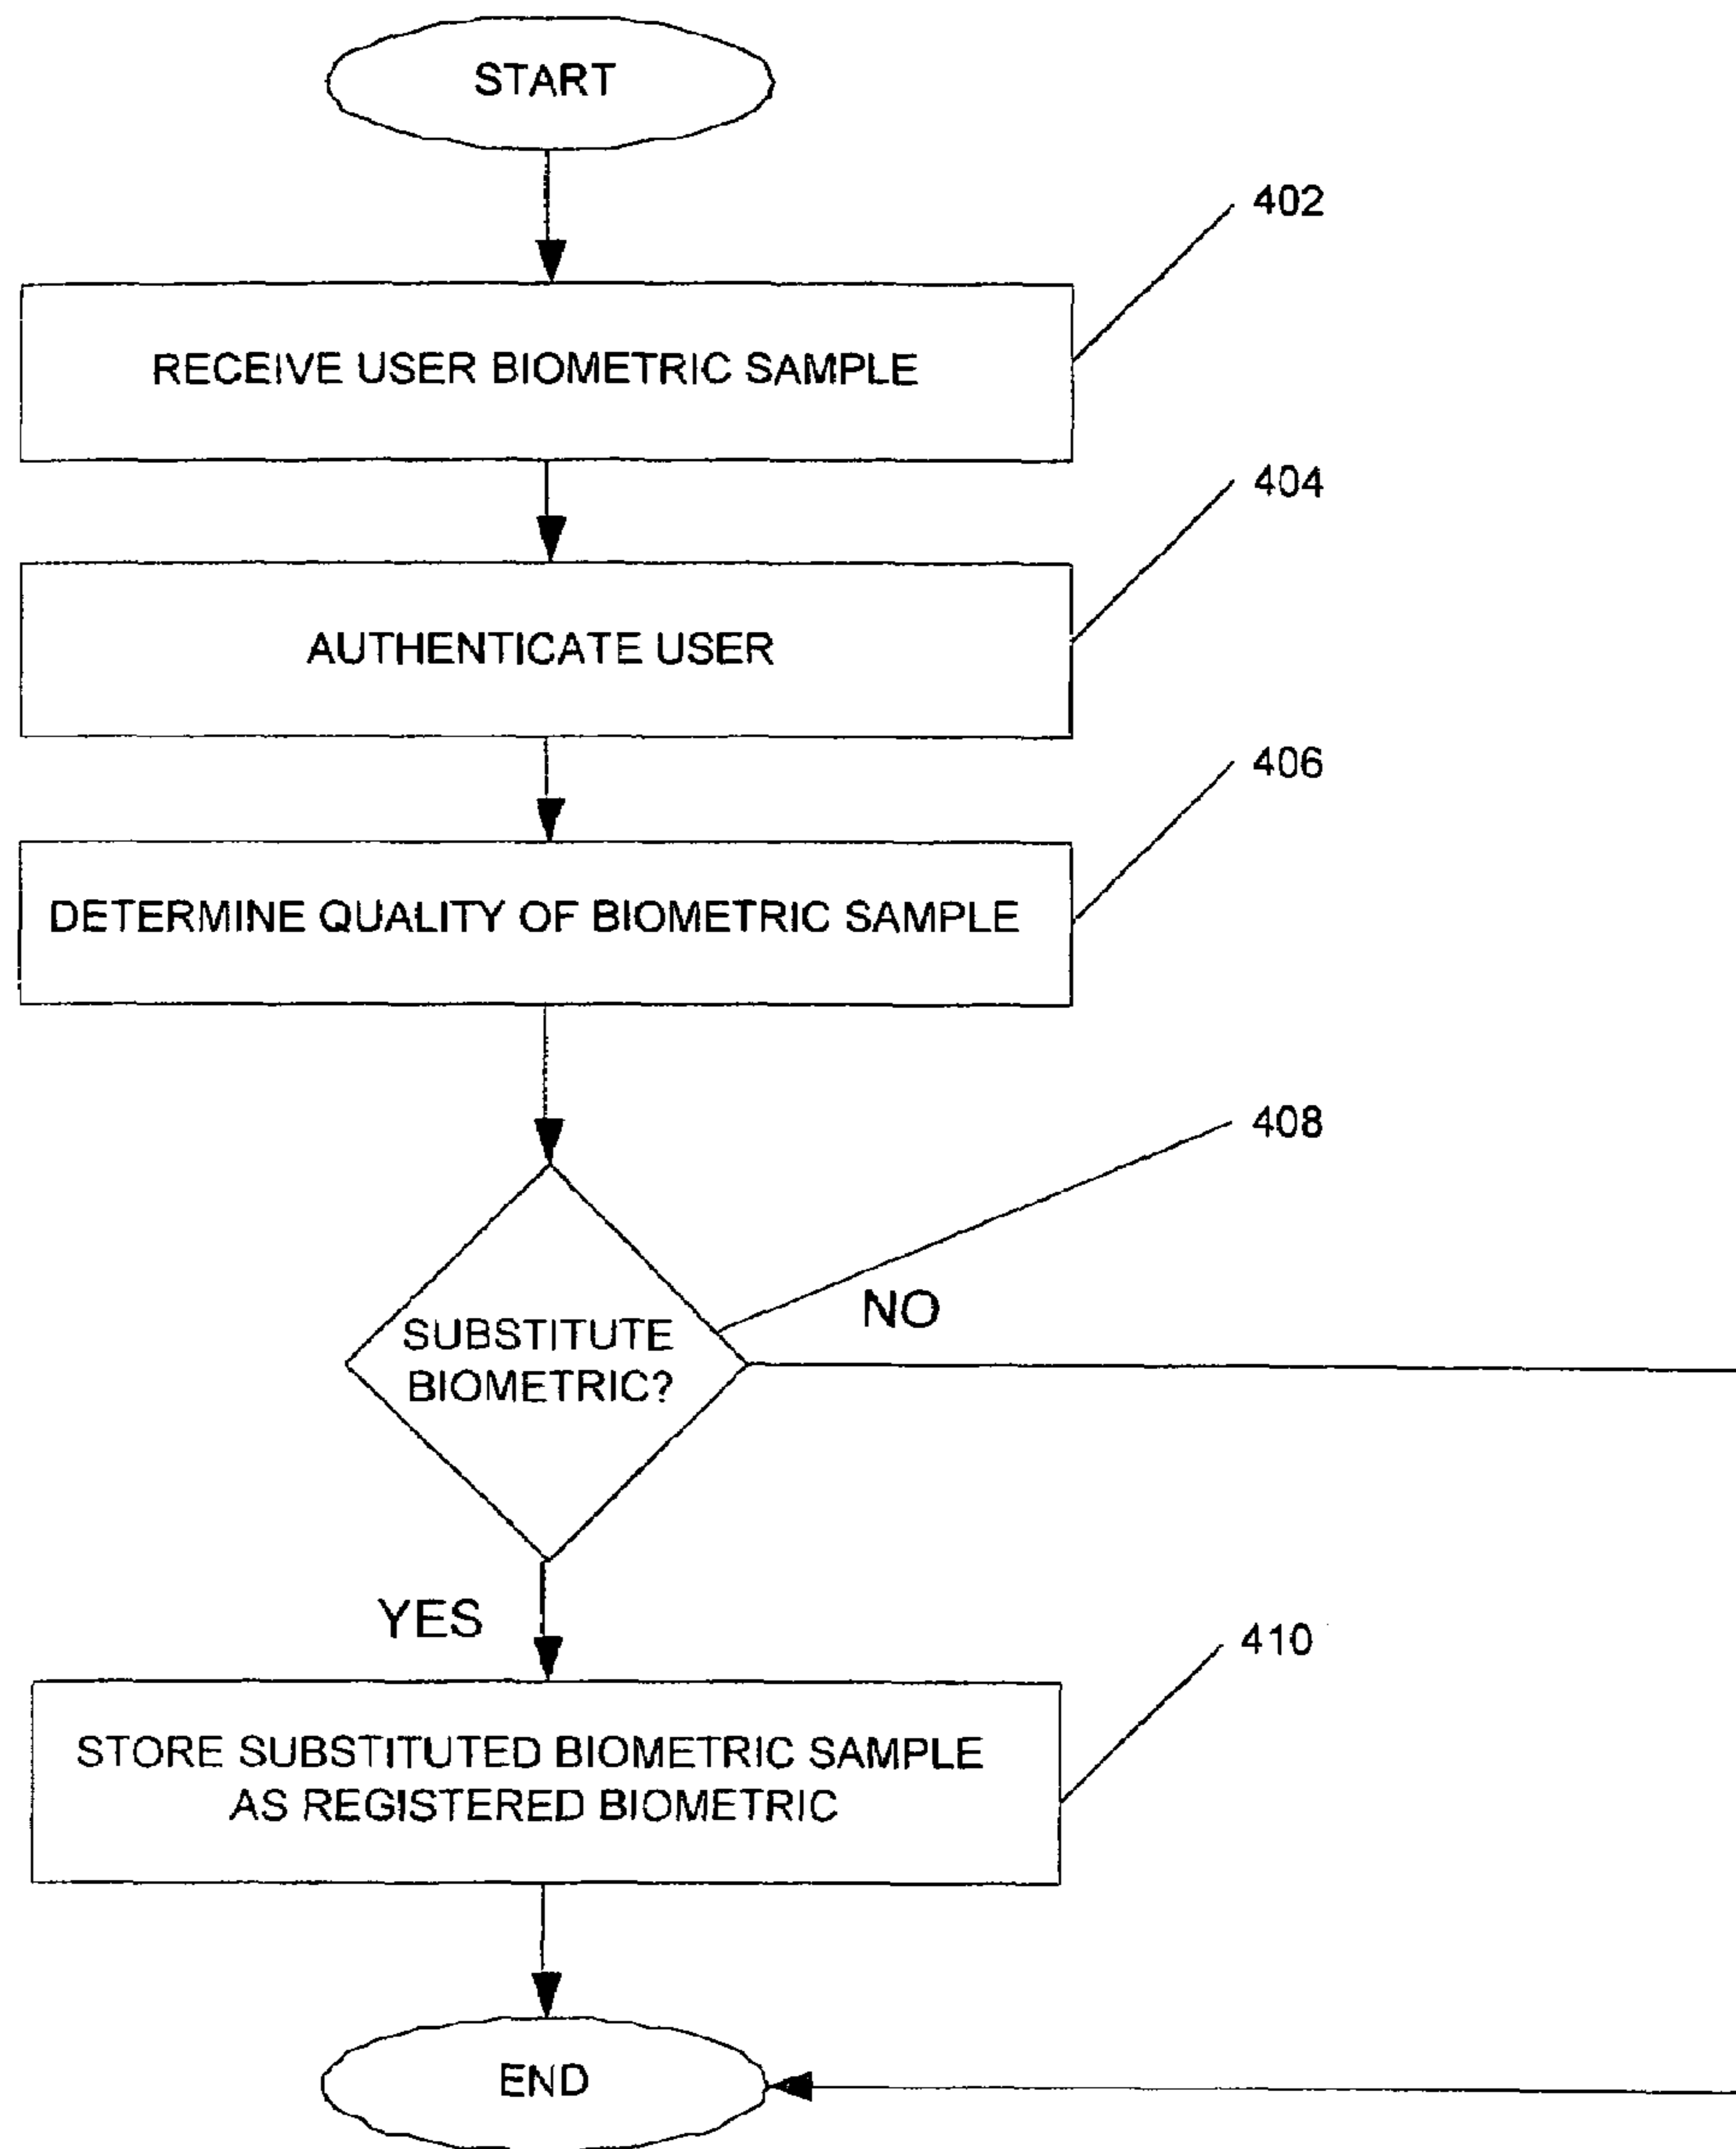 START
402
RECEIVE USER BIOMETRIC SAMPLE
404
AUTHENTICATE USER
406
DETERMINE QUALITY OF BIOMETRIC SAMPLE
408
NO
SUBSTITUTE
BIOMETRIC?
YES
410
STORE SUBSTITUTED BIOMETRIC SAMPLE
AS REGISTERED BIOMETRIC
END